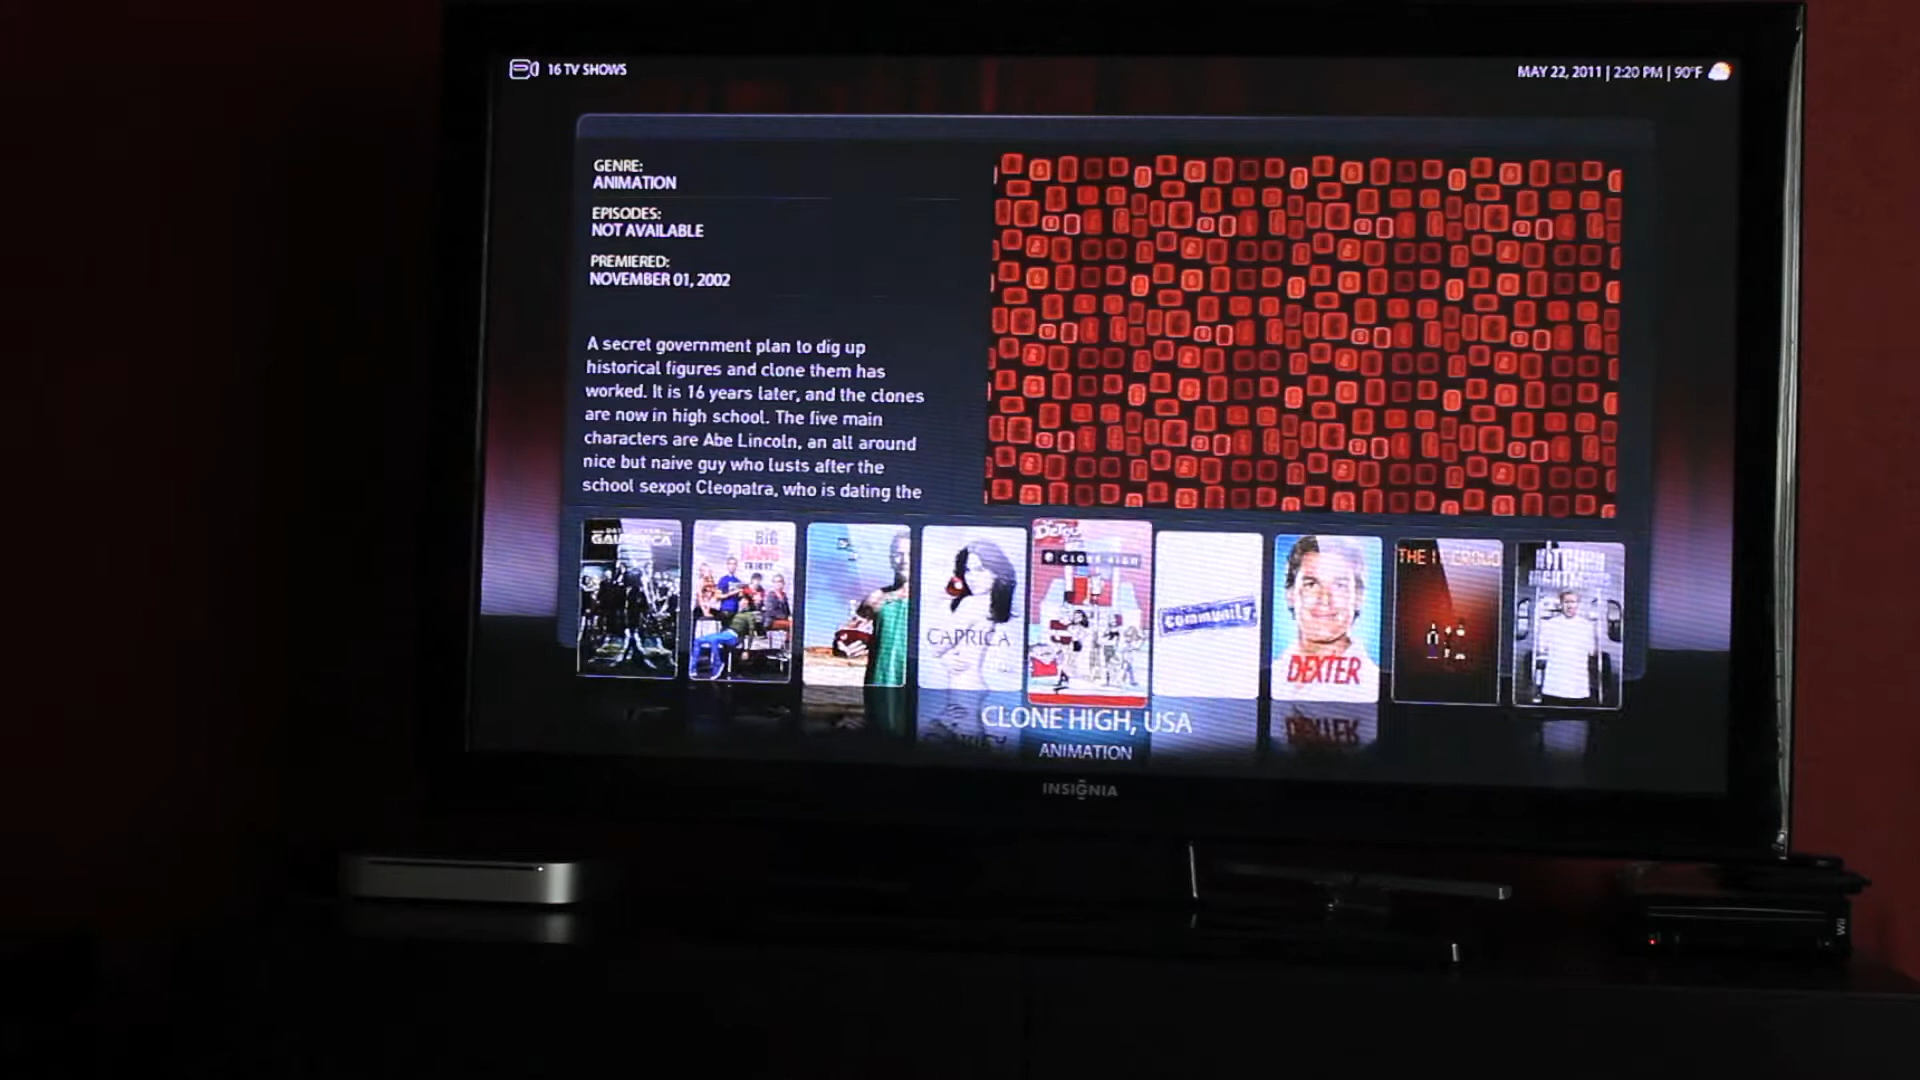 16 TV SHOWS
MAY 22, 2011 | 2:20 PM | 90°F
GENRE:
ANIMATION
EPISODES:
NOT AVAILABLE
PREMIERED:
NOVEMBER 01, 2002
A secret government plan to dig up
historical figures and clone them has
worked. It is 16 years later, and the clones
are now in high school. The five main
characters are Abe Lincoln, an all around
nice but naive guy who lusts after the
school sexpot Cleopatra, who is dating the
BIG
CAPRICA
CLONE HIGH
community
DEXTER
THE IT CROWD
KITCHEN
NIGHTMARES
CLONE HIGH, USA
ANIMATION
INSIGNIA
Wii